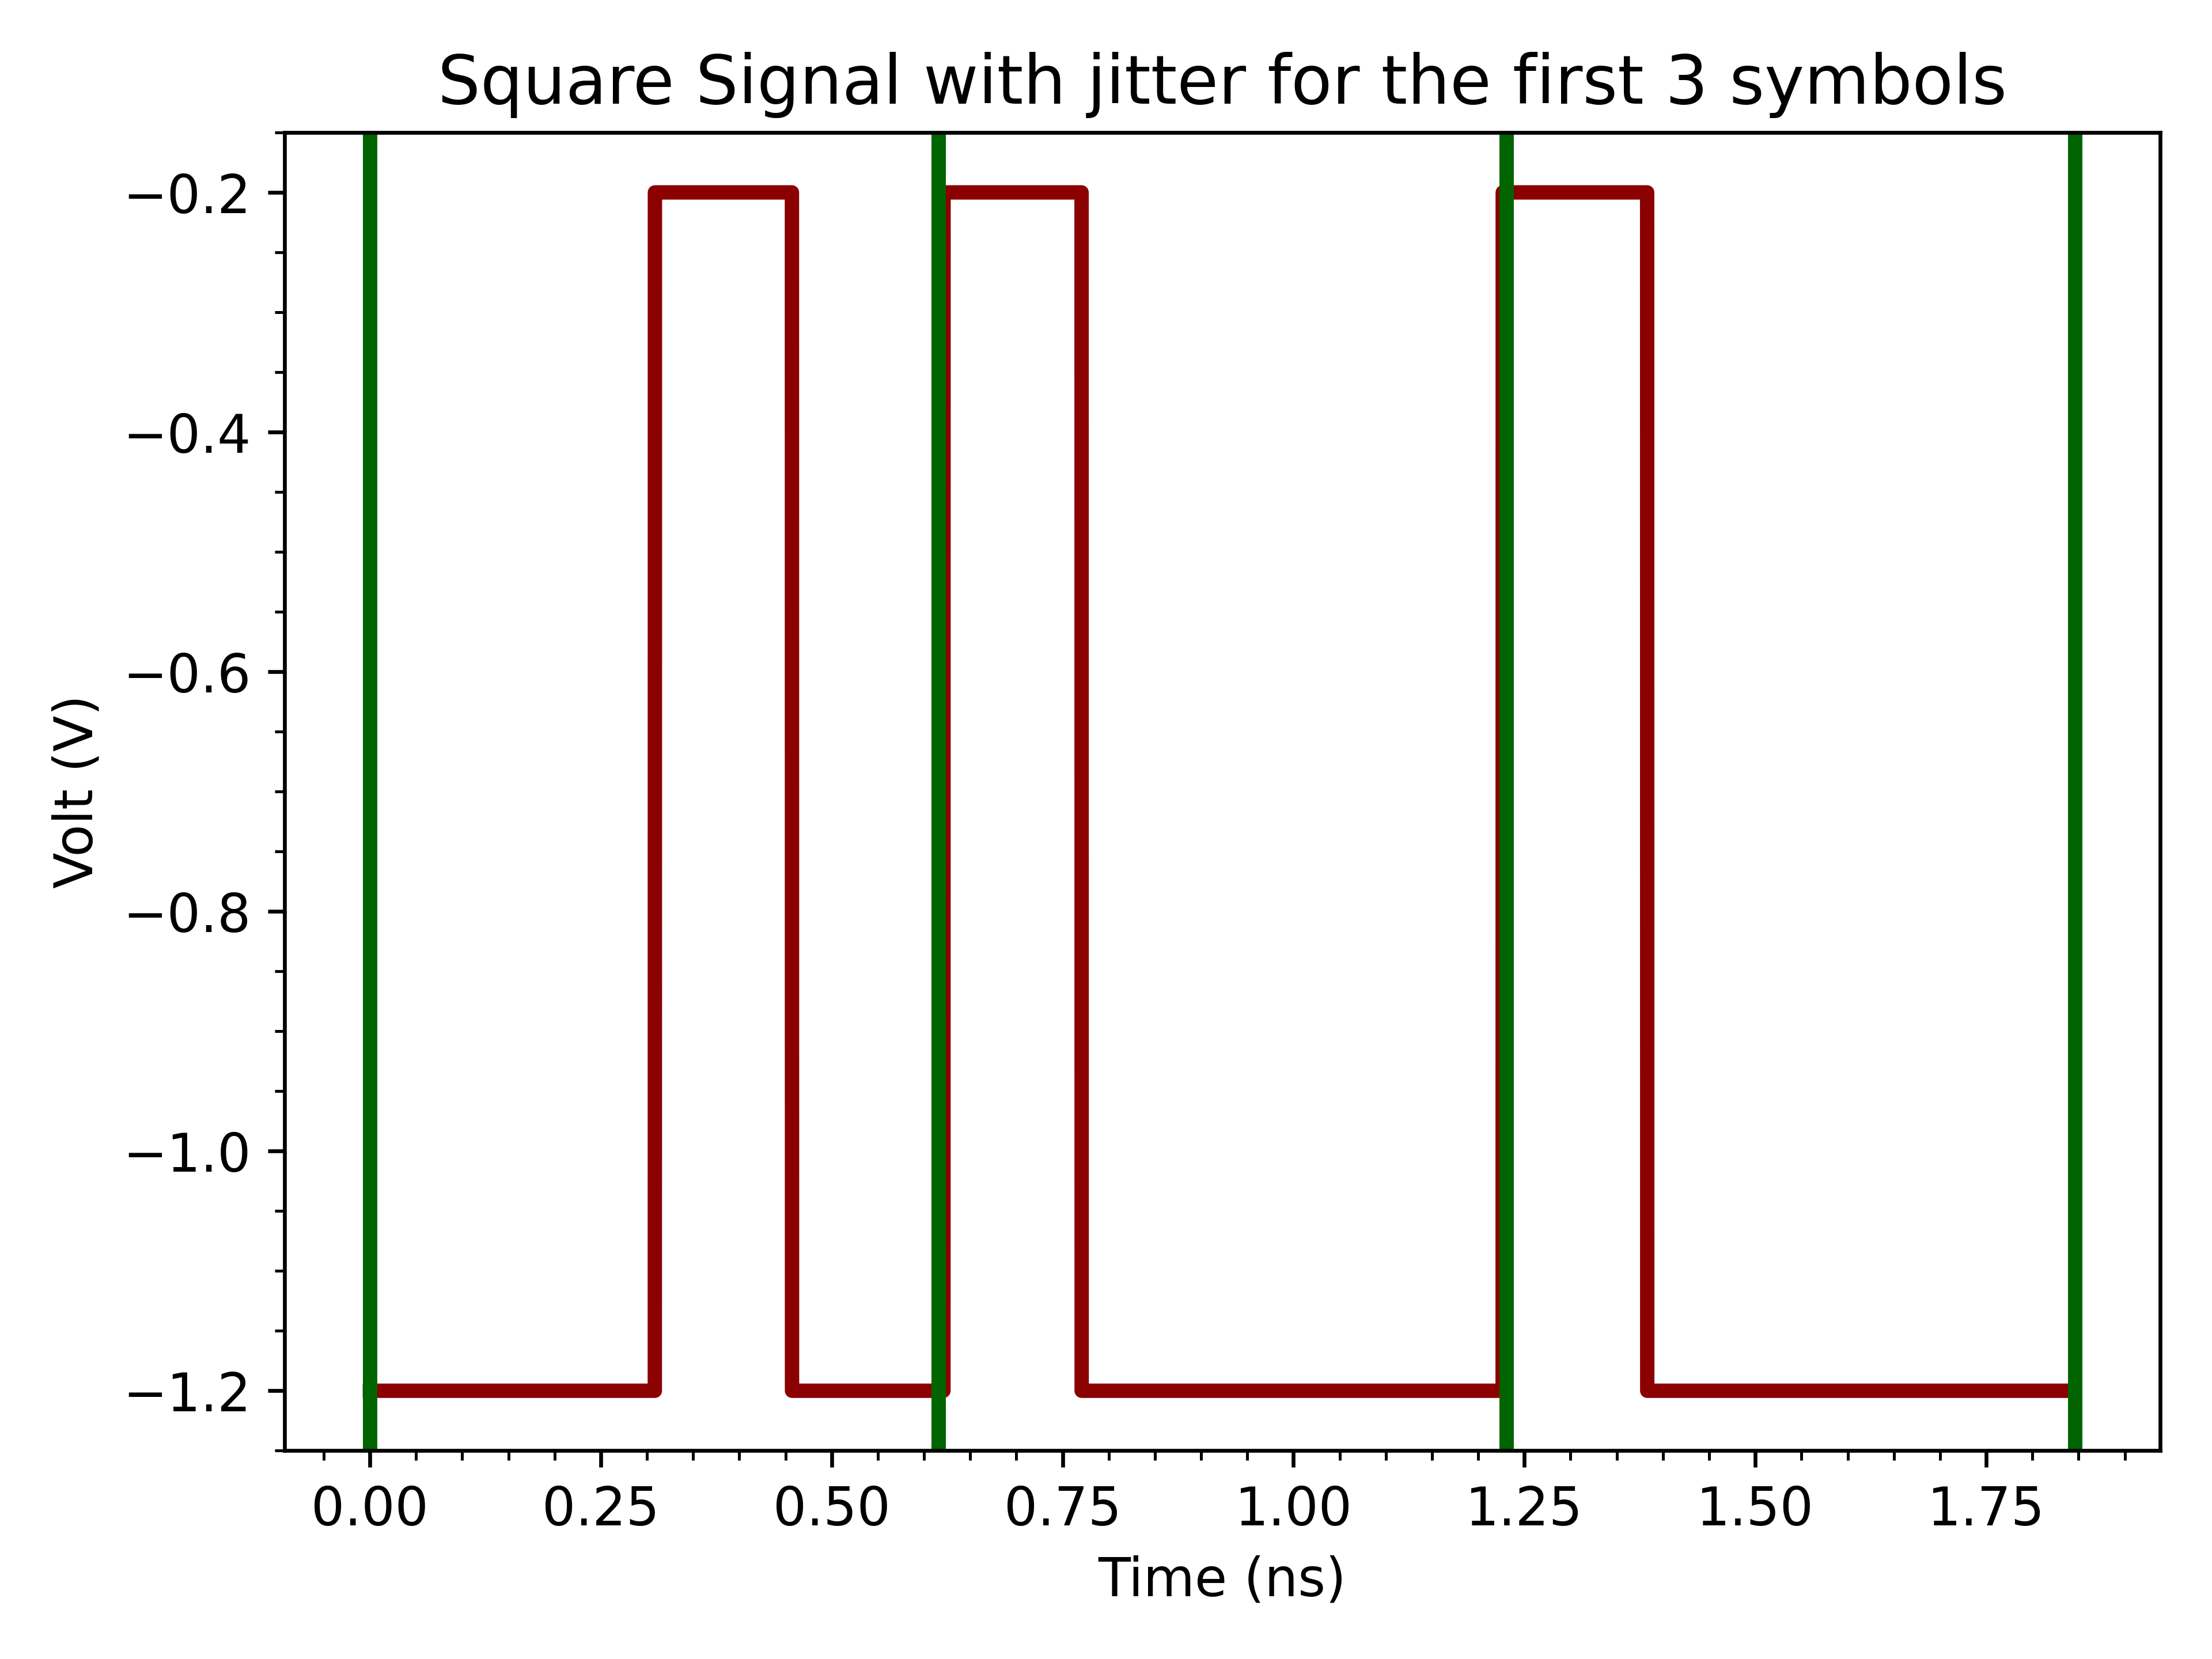 Square Signal with jitter for the first 3 symbols
−0.2
−0.4
−0.6
−0.8
−1.0
−1.2
Volt (V)
0.00 0.25 0.50 0.75 1.00 1.25 1.50 1.75
Time (ns)